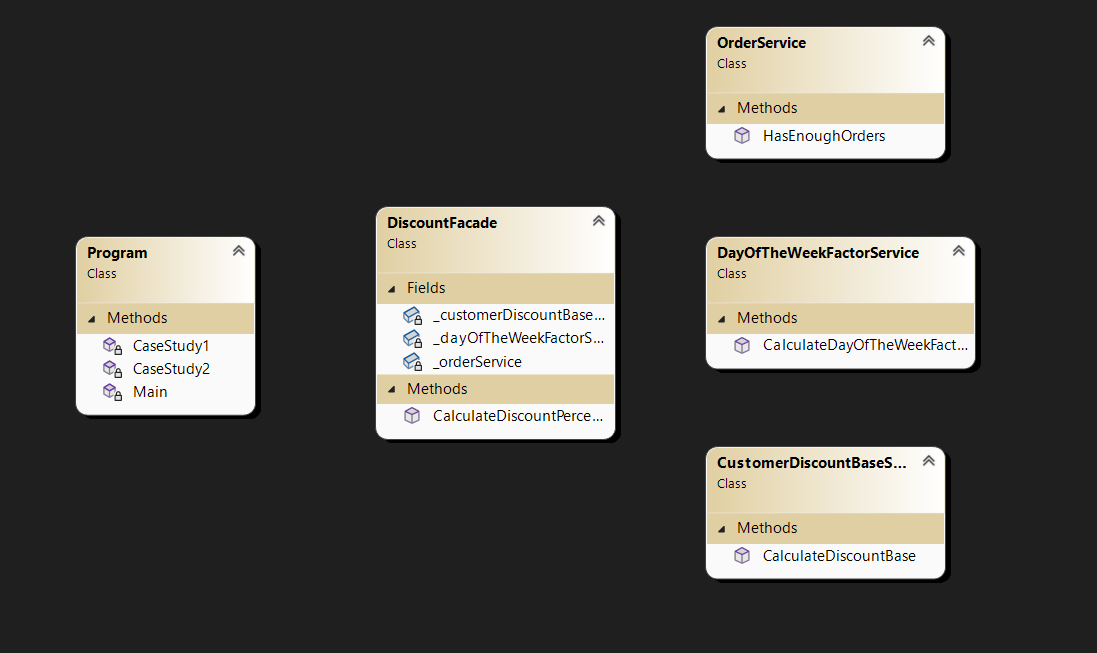 Program
Class
Methods
CaseStudy1
CaseStudy2
Main
DiscountFacade
Class
Fields
_customerDiscountBase...
_dayOfTheWeekFactorS...
_orderService
Methods
CalculateDiscountPerce...
OrderService
Class
Methods
HasEnoughOrders
DayOfTheWeekFactorService
Class
Methods
CalculateDayOfTheWeekFact...
CustomerDiscountBaseS...
Class
Methods
CalculateDiscountBase